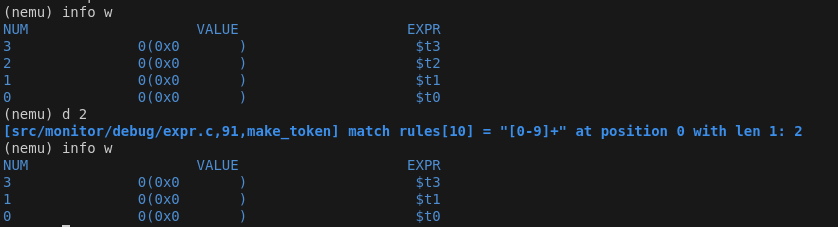 (nemu) info w
NUM                    VALUE                    EXPR
3               0(0x0       )                    $t3
2               0(0x0       )                    $t2
1               0(0x0       )                    $t1
0               0(0x0       )                    $t0
(nemu) d 2
[src/monitor/debug/expr.c,91,make_token] match rules[10] = "[0-9]+" at position 0 with len 1: 2
(nemu) info w
NUM                    VALUE                    EXPR
3               0(0x0       )                    $t3
1               0(0x0       )                    $t1
0               0(0x0       )                    $t0